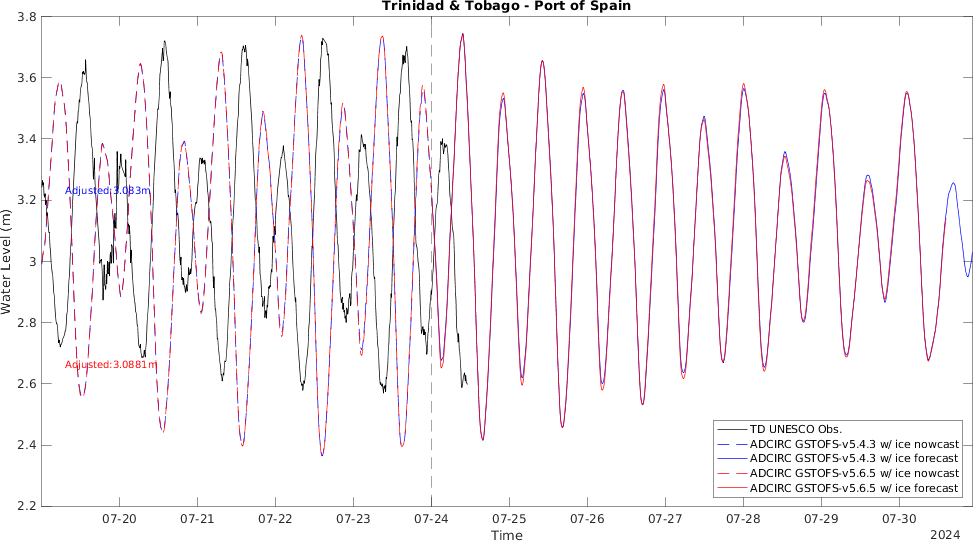 Trinidad & Tobago - Port of Spain
3.8
3.6
3.4
3.2
3
2.8
2.6
2.4
2.2
Water Level (m)
Adjusted:3.083m
Adjusted:3.0881m
TD UNESCO Obs.
ADCIRC GSTOFS-v5.4.3 w/ ice nowcast
ADCIRC GSTOFS-v5.4.3 w/ ice forecast
ADCIRC GSTOFS-v5.6.5 w/ ice nowcast
ADCIRC GSTOFS-v5.6.5 w/ ice forecast
07-20 07-21 07-22 07-23 07-24 07-25 07-26 07-27 07-28 07-29 07-30
Time
2024